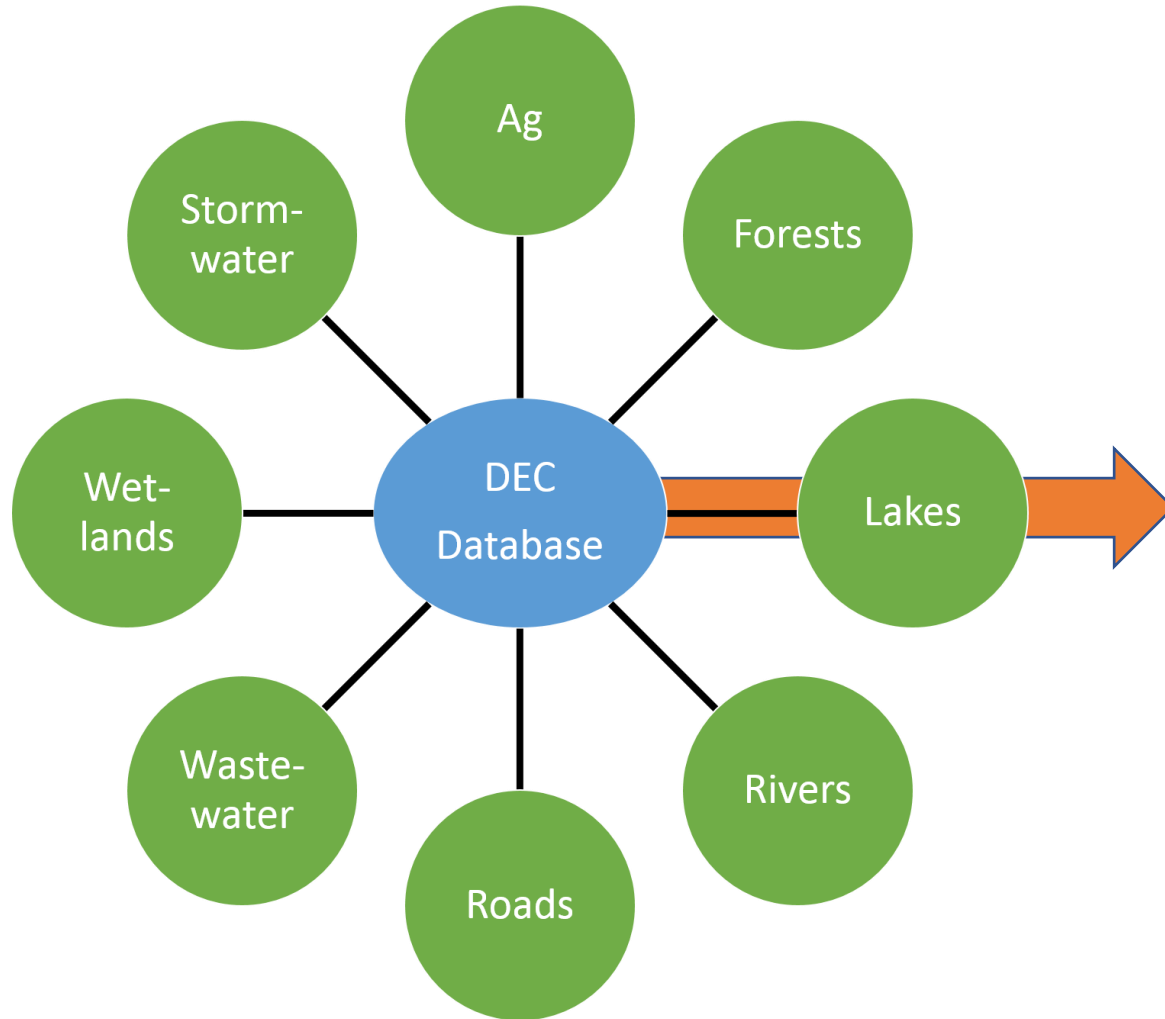 Ag
Storm-
water
Forests
Wet-
lands
DEC
Database
Lakes
Waste-
water
Rivers
Roads